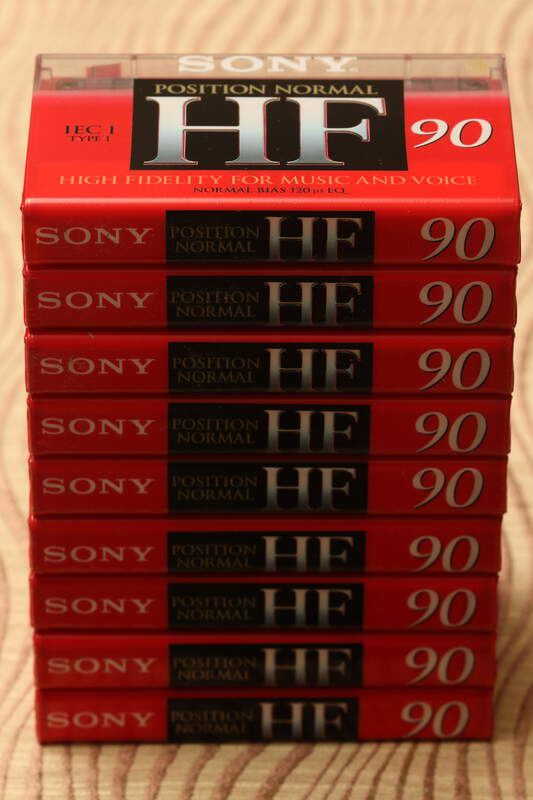 SONY
POSITION NORMAL
IEC I
TYPE I
HF 90
HIGH FIDELITY FOR MUSIC AND VOICE
NORMAL BIAS 120 µs EQ
SONY POSITION NORMAL HF 90
SONY POSITION NORMAL HF 90
SONY POSITION NORMAL HF 90
SONY POSITION NORMAL HF 90
SONY POSITION NORMAL HF 90
SONY POSITION NORMAL HF 90
SONY POSITION NORMAL HF 90
SONY POSITION NORMAL HF 90
SONY POSITION NORMAL HF 90